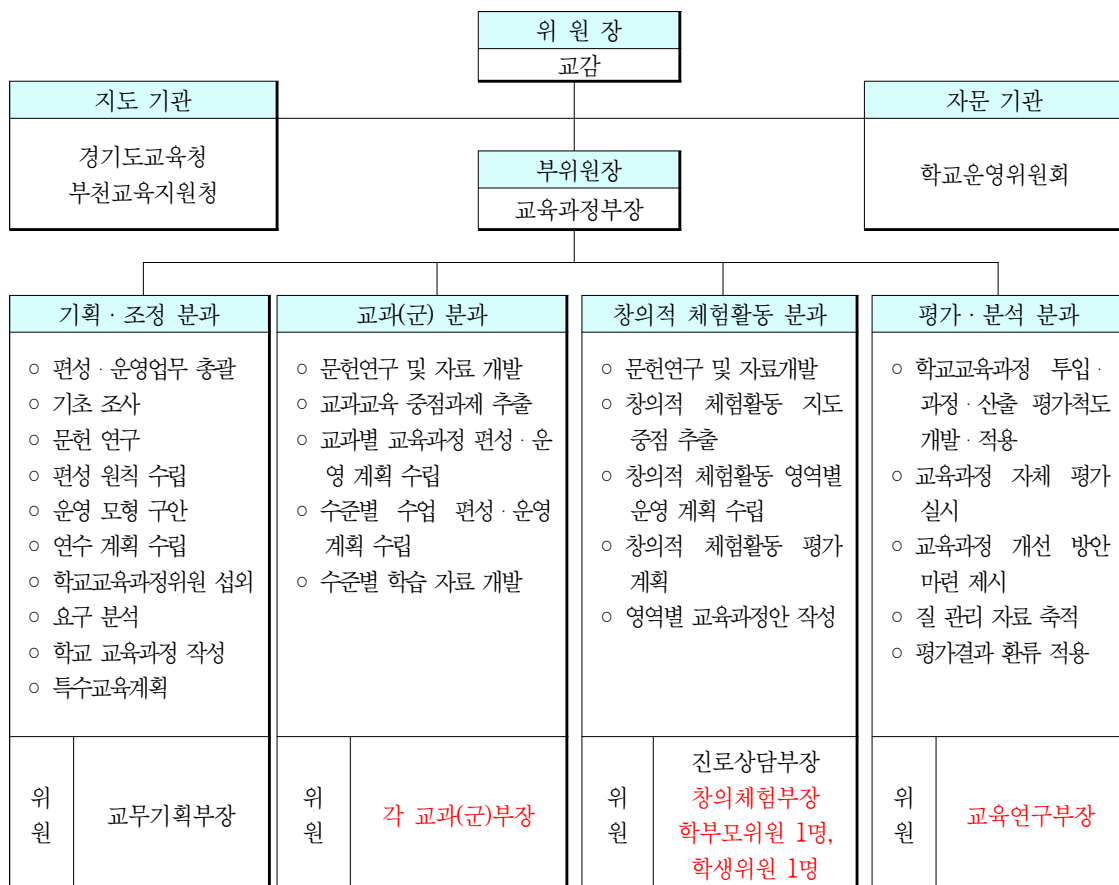 위 원 장
교감
지도 기관
경기도교육청
부천교육지원청
자문 기관
학교운영위원회
부위원장
교육과정부장
기획 · 조정 분과
○ 편성 · 운영업무 총괄
○ 기초 조사
○ 문헌 연구
○ 편성 원칙 수립
○ 운영 모형 구안
○ 연수 계획 수립
○ 학교교육과정위원 섭외
○ 요구 분석
○ 학교 교육과정 작성
○ 특수교육계획
위
원
교무기획부장
교과(군) 분과
○ 문헌연구 및 자료 개발
○ 교과교육 중점과제 추출
○ 교과별 교육과정 편성 · 운
영 계획 수립
○ 수준별 수업 편성 · 운영
계획 수립
○ 수준별 학습 자료 개발
위
원
각 교과(군)부장
창의적 체험활동 분과
○ 문헌연구 및 자료개발
○ 창의적 체험활동 지도
중점 추출
○ 창의적 체험활동 영역별
운영 계획 수립
○ 창의적 체험활동 평가
계획
○ 영역별 교육과정안 작성
위
원
진로상담부장
창의체험부장
학부모위원 1명,
학생위원 1명
평가 · 분석 분과
○ 학교교육과정 투입 ·
과정 · 산출 평가척도
개발 · 적용
○ 교육과정 자체 평가
실시
○ 교육과정 개선 방안
마련 제시
○ 질 관리 자료 축적
○ 평가결과 환류 적용
위
원
교육연구부장